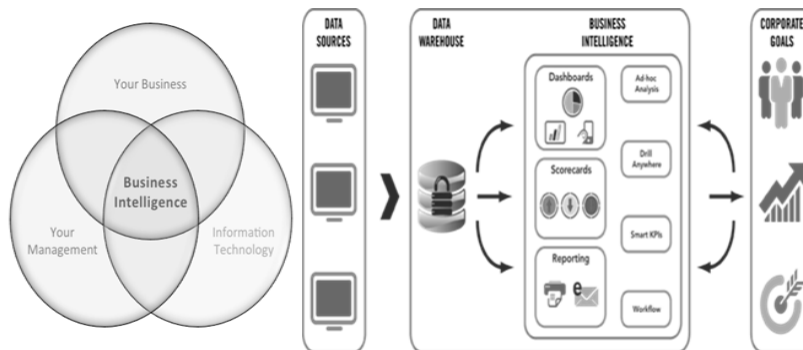 Your Business
Business
Intelligence
Your
Management
Information
Technology
DATA
SOURCES
DATA
WAREHOUSE
BUSINESS
INTELLIGENCE
Dashboards
Scorecards
Reporting
e
Ad-hoc
Analysis
Drill
Anywhere
Smart KPIs
Workflow
CORPORATE
GOALS